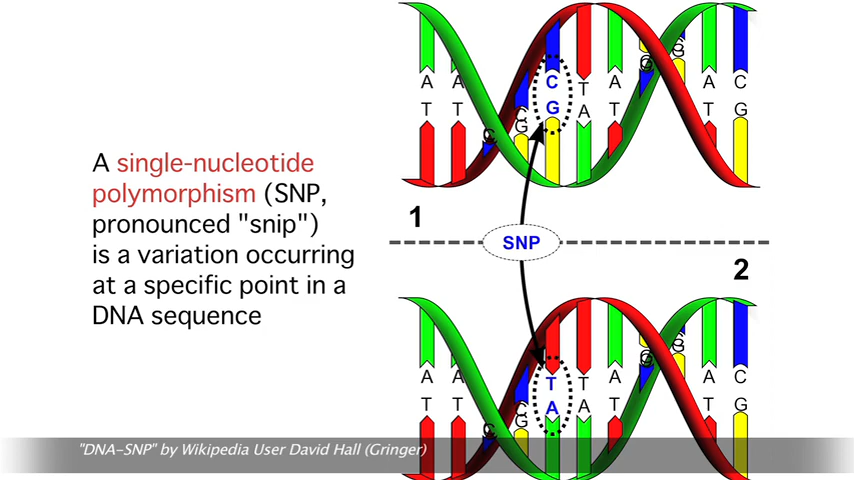 A single-nucleotide
polymorphism (SNP,
pronounced "snip")
is a variation occurring
at a specific point in a
DNA sequence
A A C C T A G G A C
T T G G A T A T G
1
SNP
2
A A C T T A G G A C
T T G A A T T G
"DNA-SNP" by Wikipedia User David Hall (Gringer)